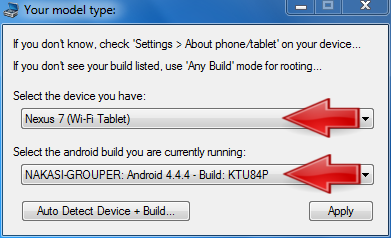 Your model type:
If you don't know, check 'Settings > About phone/tablet' on your device...
If you don't see your build listed, use 'Any Build' mode for rooting...
Select the device you have:
Nexus 7 (Wi-Fi Tablet)
Select the android build you are currently running:
NAKASI-GROUPER: Android 4.4.4 - Build: KTU84P
Auto Detect Device + Build...
Apply